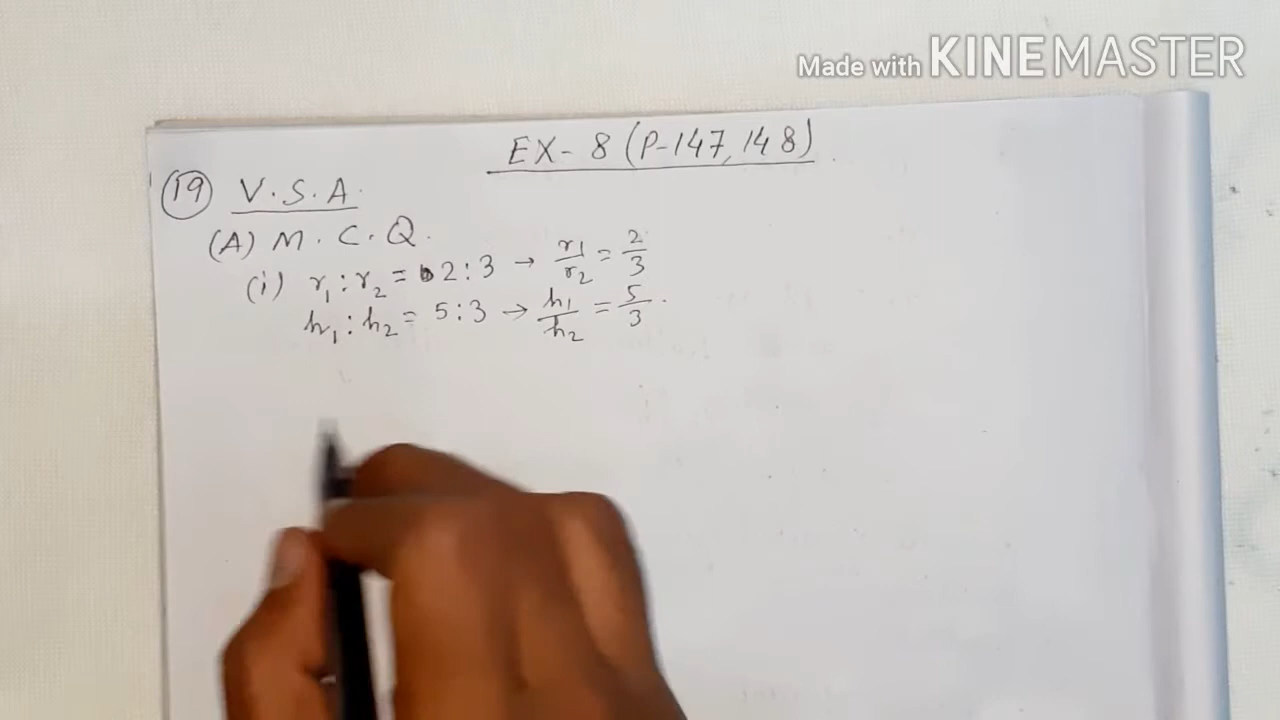 Made with KINEMASTER
EX- 8 (P-147, 148)
19 V.S.A.
(A) M.C.Q.
(i) r₁:r₂ = 2:3 → r₁/r₂ = 2/3
h₁:h₂ = 5:3 → h₁/h₂ = 5/3.